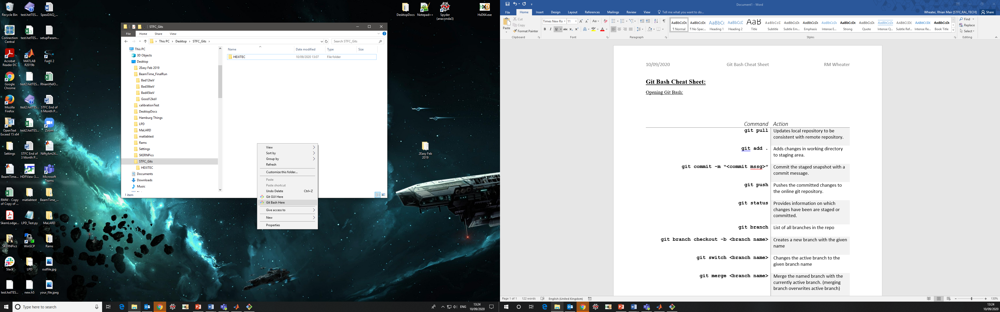 Recycle Bin
test.hxtTES...
SpexiDAQ_...
Connection Central
test.hxtTES...
setupParam...
Acrobat Reader DC
MATLAB R2019b
FastX 2
Google Chrome
test2.hxtTES...
RhianXfelO...
Mozilla Firefox
test2.hxtTES...
STFC End of 6 Month P...
OpenText Exceed 15 x64
test2.hxtTES...
Zoom
Settings
STFC End of 3 Month P...
NiftyAm24...
BeamTime...
HDFView-3....
Microsoft Teams
RMW - Copy of Copy of ...
matlabtest
BeamTime_...
SkernLodge...
LPD_Test.py
MaLARD
SKERNPics
WinSCP
Rams
Slack
LPD
outfile.jpg
test.hxtTES...
new.h5
your_file.jpeg
DesktopDocs
Notepad++
Spyder (anaconda3)
HxD64.exe
2Easy Feb 2019
STFC_Gits
File Home Share View
This PC > Desktop > STFC_Gits >
Search STFC_Gits
This PC
3D Objects
Desktop
2Easy Feb 2019
BeamTime_FinalRun
Bad12keV
Bad36keV
Bad45keV
Good12keV
calibrationTest
DesktopDocs
Hamburg Things
LPD
MaLARD
matlabtest
Rams
Settings
SKERNPics
STFC_Gits
HEXITEC
Documents
Downloads
Music
1 item
Name Date modified Type Size
HEXITEC 10/09/2020 13:07 File folder
View
Sort by
Group by
Refresh
Customize this folder...
Paste
Paste shortcut
Undo Delete Ctrl+Z
Git GUI Here
Git Bash Here
Give access to
New
Properties
Type here to search
ENG
13:24
10/09/2020
Document1 - Word
File Home Insert Design Layout References Mailings Review View Tell me what you want to do...
Wheater, Rhian Mair (STFC,RAL,TECH) Share
Paste
Cut
Copy
Format Painter
Clipboard
Times New Ro 11
B I U abc x₂ x²
Font
Paragraph
AaBbCcDc AaBbCcDc AaBbC AaBbCcE AaB AaBbCcD AaBbCcDt AaBbCcDt AaBbCcDt AaBbCcDc AaBbCcDt AaBbCcDt AABBCCDE AABBCCDE AaBbCcDt
¶ Normal ¶ No Spac... Heading 1 Heading 2 Title Subtitle Subtle Em... Emphasis Intense E... Strong Quote Intense Q... Subtle Ref... Intense Re... Book Title
Styles
Find
Replace
Select
Editing
10/09/2020 Git Bash Cheat Sheet RM Wheater
Git Bash Cheat Sheet:
Opening Git Bash:
Command Action
git pull Updates local repository to be
consistent with remote repository.
git add . Adds changes in working directory
to staging area.
git commit -m “<commit mssg>” Commit the staged snapshot with a
commit message.
git push Pushes the committed changes to
the online git repository.
git status Provides information on which
changes have been are staged or
committed.
git branch List of all branches in the repo
git branch checkout -b <branch name> Creates a new branch with the given
name
git switch <branch name> Changes the active branch to the
given branch name
git merge <branch name> Merge the named branch with the
currently active branch. (merging
branch overwrites active branch)
Page 1 of 1 122 words English (United Kingdom) 130%
13:24
10/09/2020